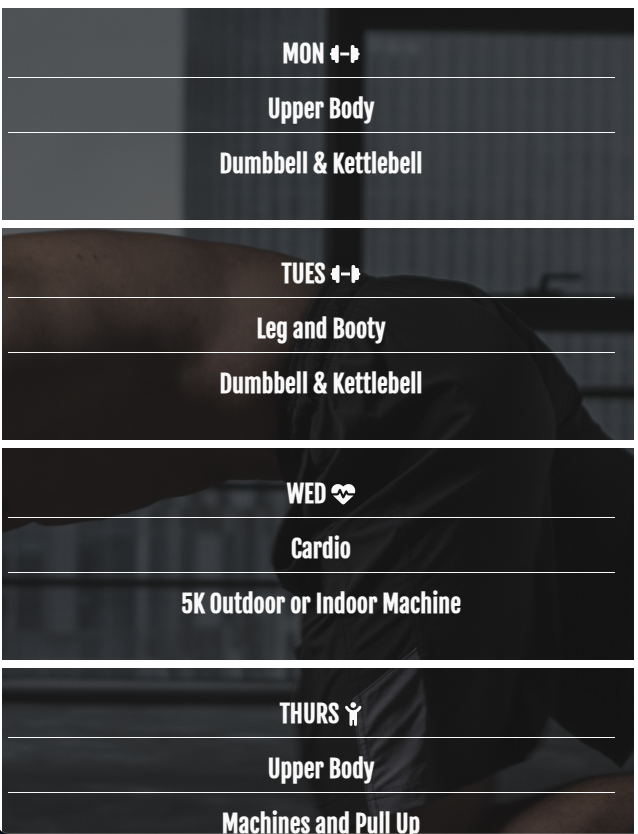 MON
Upper Body
Dumbbell & Kettlebell
TUES
Leg and Booty
Dumbbell & Kettlebell
WED
Cardio
5K Outdoor or Indoor Machine
THURS
Upper Body
Machines and Pull Up